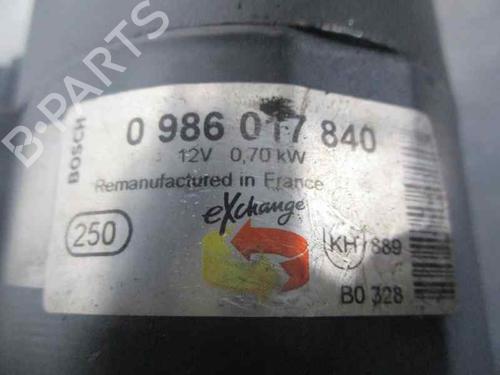 B-PARTS
BOSCH
0 986 017 840
12V 0,70 kW
Remanufactured in France
eXchange
250
KH 889
B0 328